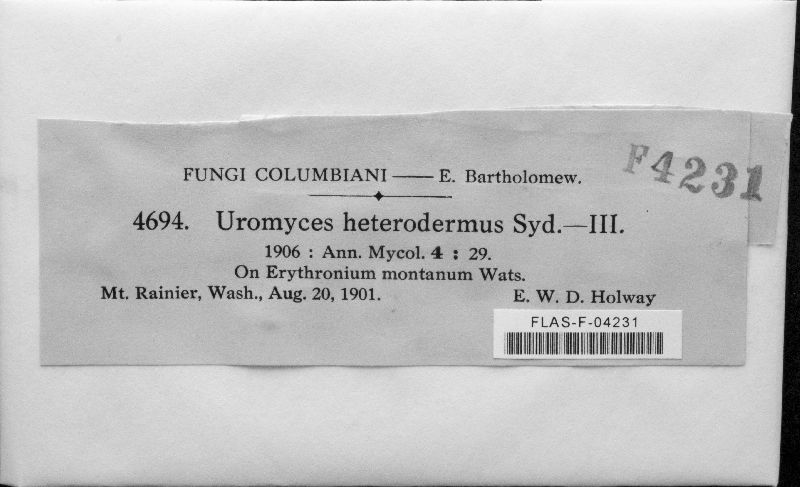 FUNGI COLUMBIANI —— E. Bartholomew.
F4231
4694. Uromyces heterodermus Syd.—III.
1906 : Ann. Mycol. 4 : 29.
On Erythronium montanum Wats.
Mt. Rainier, Wash., Aug. 20, 1901. E. W. D. Holway
FLAS-F-04231